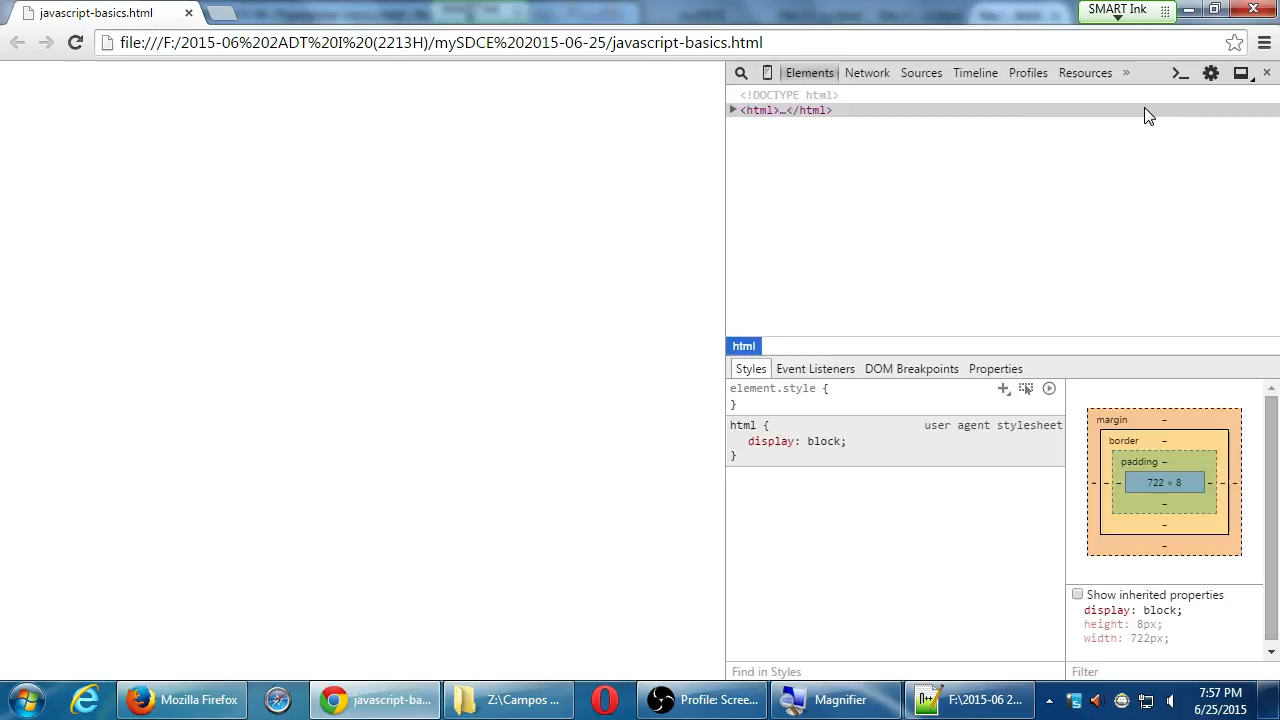 javascript-basics.html
SMART Ink
file:///F:/2015-06%202ADT%20I%20(2213H)/mySDCE%202015-06-25/javascript-basics.html
Elements Network Sources Timeline Profiles Resources »
<!DOCTYPE html>
<html>…</html>
html
Styles Event Listeners DOM Breakpoints Properties
element.style {
}
html { user agent stylesheet
display: block;
}
margin –
border –
padding –
– – – 722 × 8 – – –
–
–
–
Show inherited properties
display: block;
height: 8px;
width: 722px;
Find in Styles
Filter
Mozilla Firefox
javascript-ba...
Z:\Campos ...
Profile: Scree...
Magnifier
F:\2015-06 2...
7:57 PM
6/25/2015